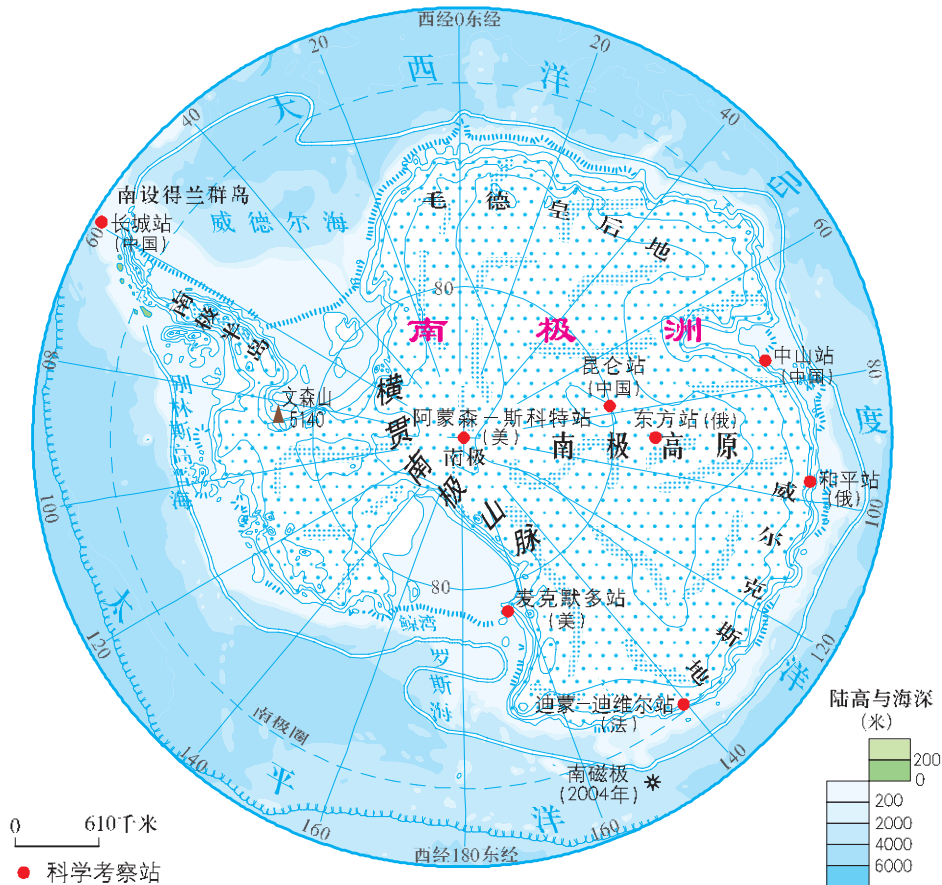 西经0东经
20
20
大
西
洋
40
40
印
南设得兰群岛
长城站
(中国)
60
威德尔海
毛德皇后地
60
80
南极半岛
南极洲
昆仑站
(中国)
中山站
(中国)
80
80
别林斯高晋海
文森山
5140
横贯南极山脉
阿蒙森-斯科特站
(美)
南极
东方站(俄)
南极高原
度
和平站
(俄)
100
100
威尔克斯地
太
80
麦克默多站
(美)
鲸湾
罗斯海
120
120
洋
迪蒙-迪维尔站
(法)
南极圈
140
140
平
南磁极
(2004年)
洋
160
160
西经180东经
0 610千米
科学考察站
陆高与海深
(米)
200
0
200
2000
4000
6000